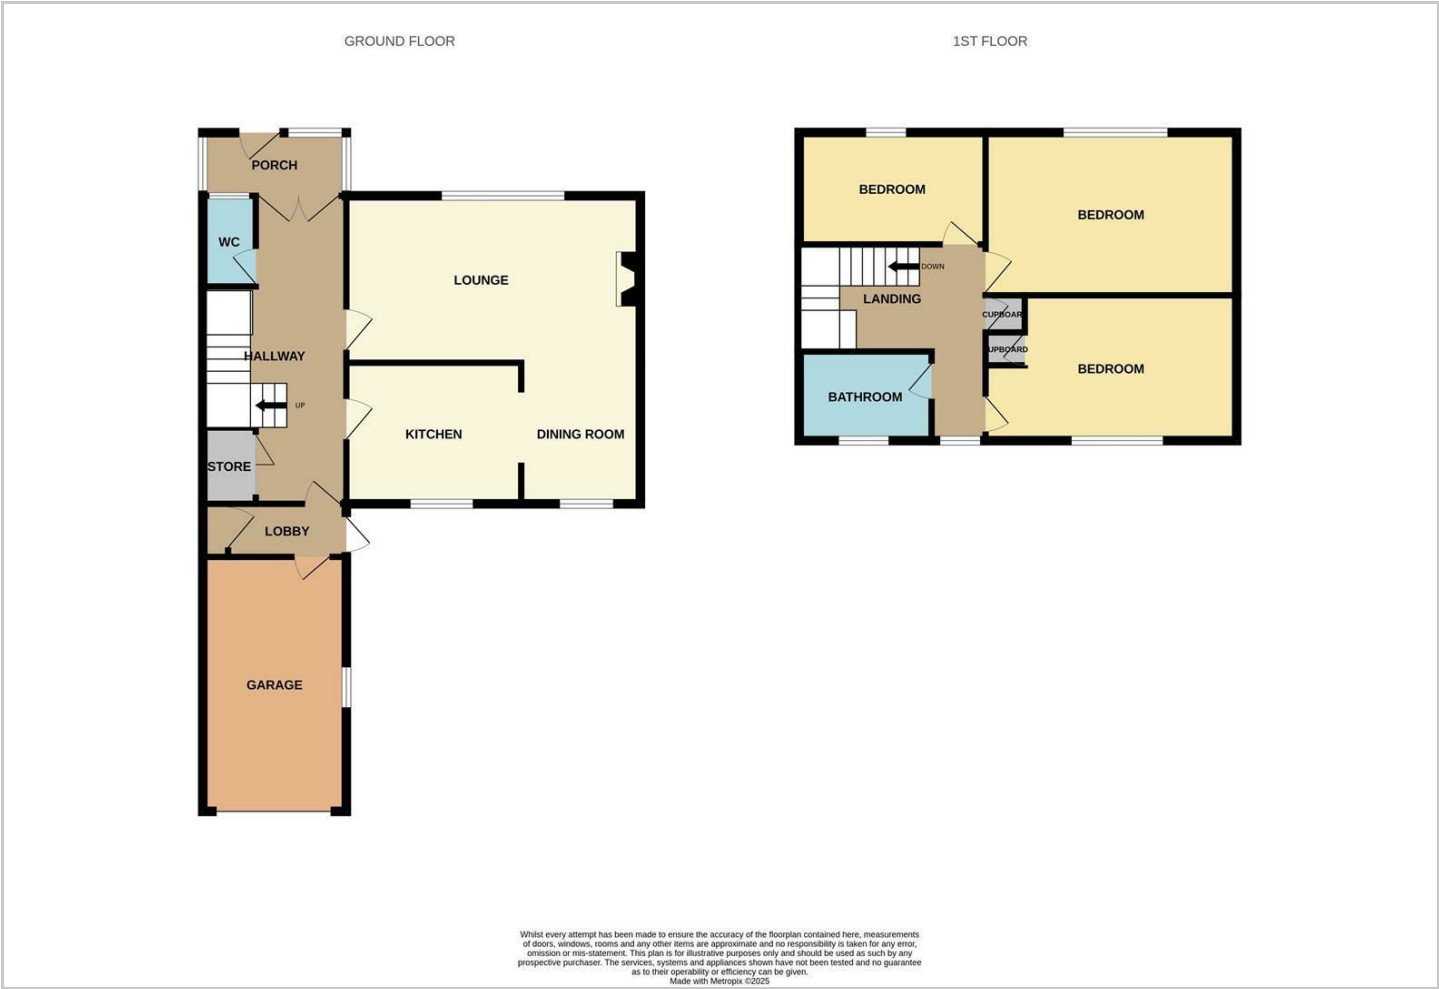 GROUND FLOOR
1ST FLOOR
PORCH
WC
LOUNGE
HALLWAY
UP
KITCHEN
DINING ROOM
STORE
LOBBY
GARAGE
BEDROOM
BEDROOM
DOWN
LANDING
CUPBOAR
UPBOARD
BEDROOM
BATHROOM
Whilst every attempt has been made to ensure the accuracy of the floorplan contained here, measurements
of doors, windows, rooms and any other items are approximate and no responsibility is taken for any error,
omission or mis-statement. This plan is for illustrative purposes only and should be used as such by any
prospective purchaser. The services, systems and appliances shown have not been tested and no guarantee
as to their operability or efficiency can be given.
Made with Metropix ©2025